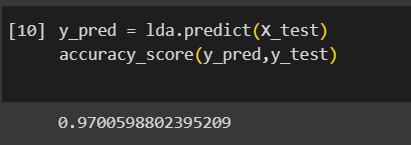 [10] y_pred = lda.predict(X_test)
accuracy_score(y_pred,y_test)
0.9700598802395209